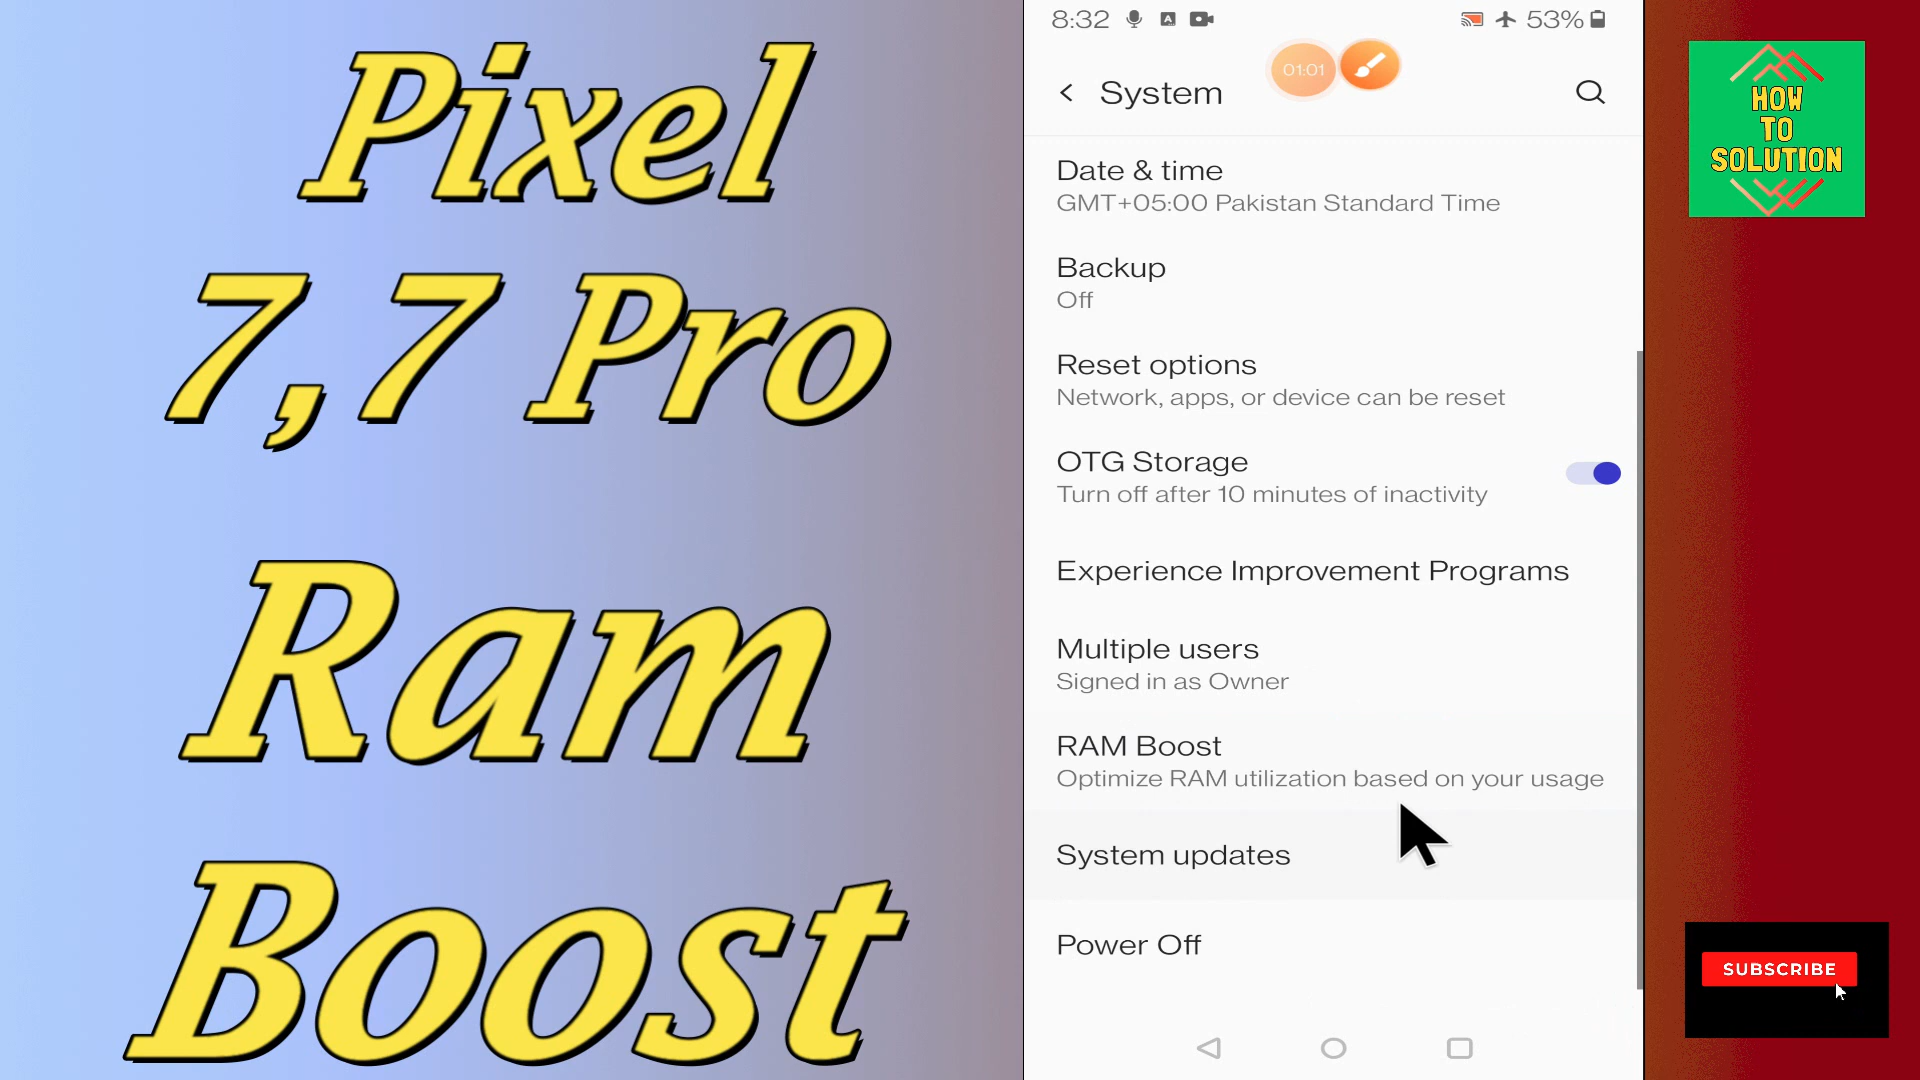 Pixel
7,7 Pro
Ram
Boost
8:32
53%
01:01
System
Date & time
GMT+05:00 Pakistan Standard Time
Backup
Off
Reset options
Network, apps, or device can be reset
OTG Storage
Turn off after 10 minutes of inactivity
Experience Improvement Programs
Multiple users
Signed in as Owner
RAM Boost
Optimize RAM utilization based on your usage
System updates
Power Off
HOW
TO
SOLUTION
SUBSCRIBE